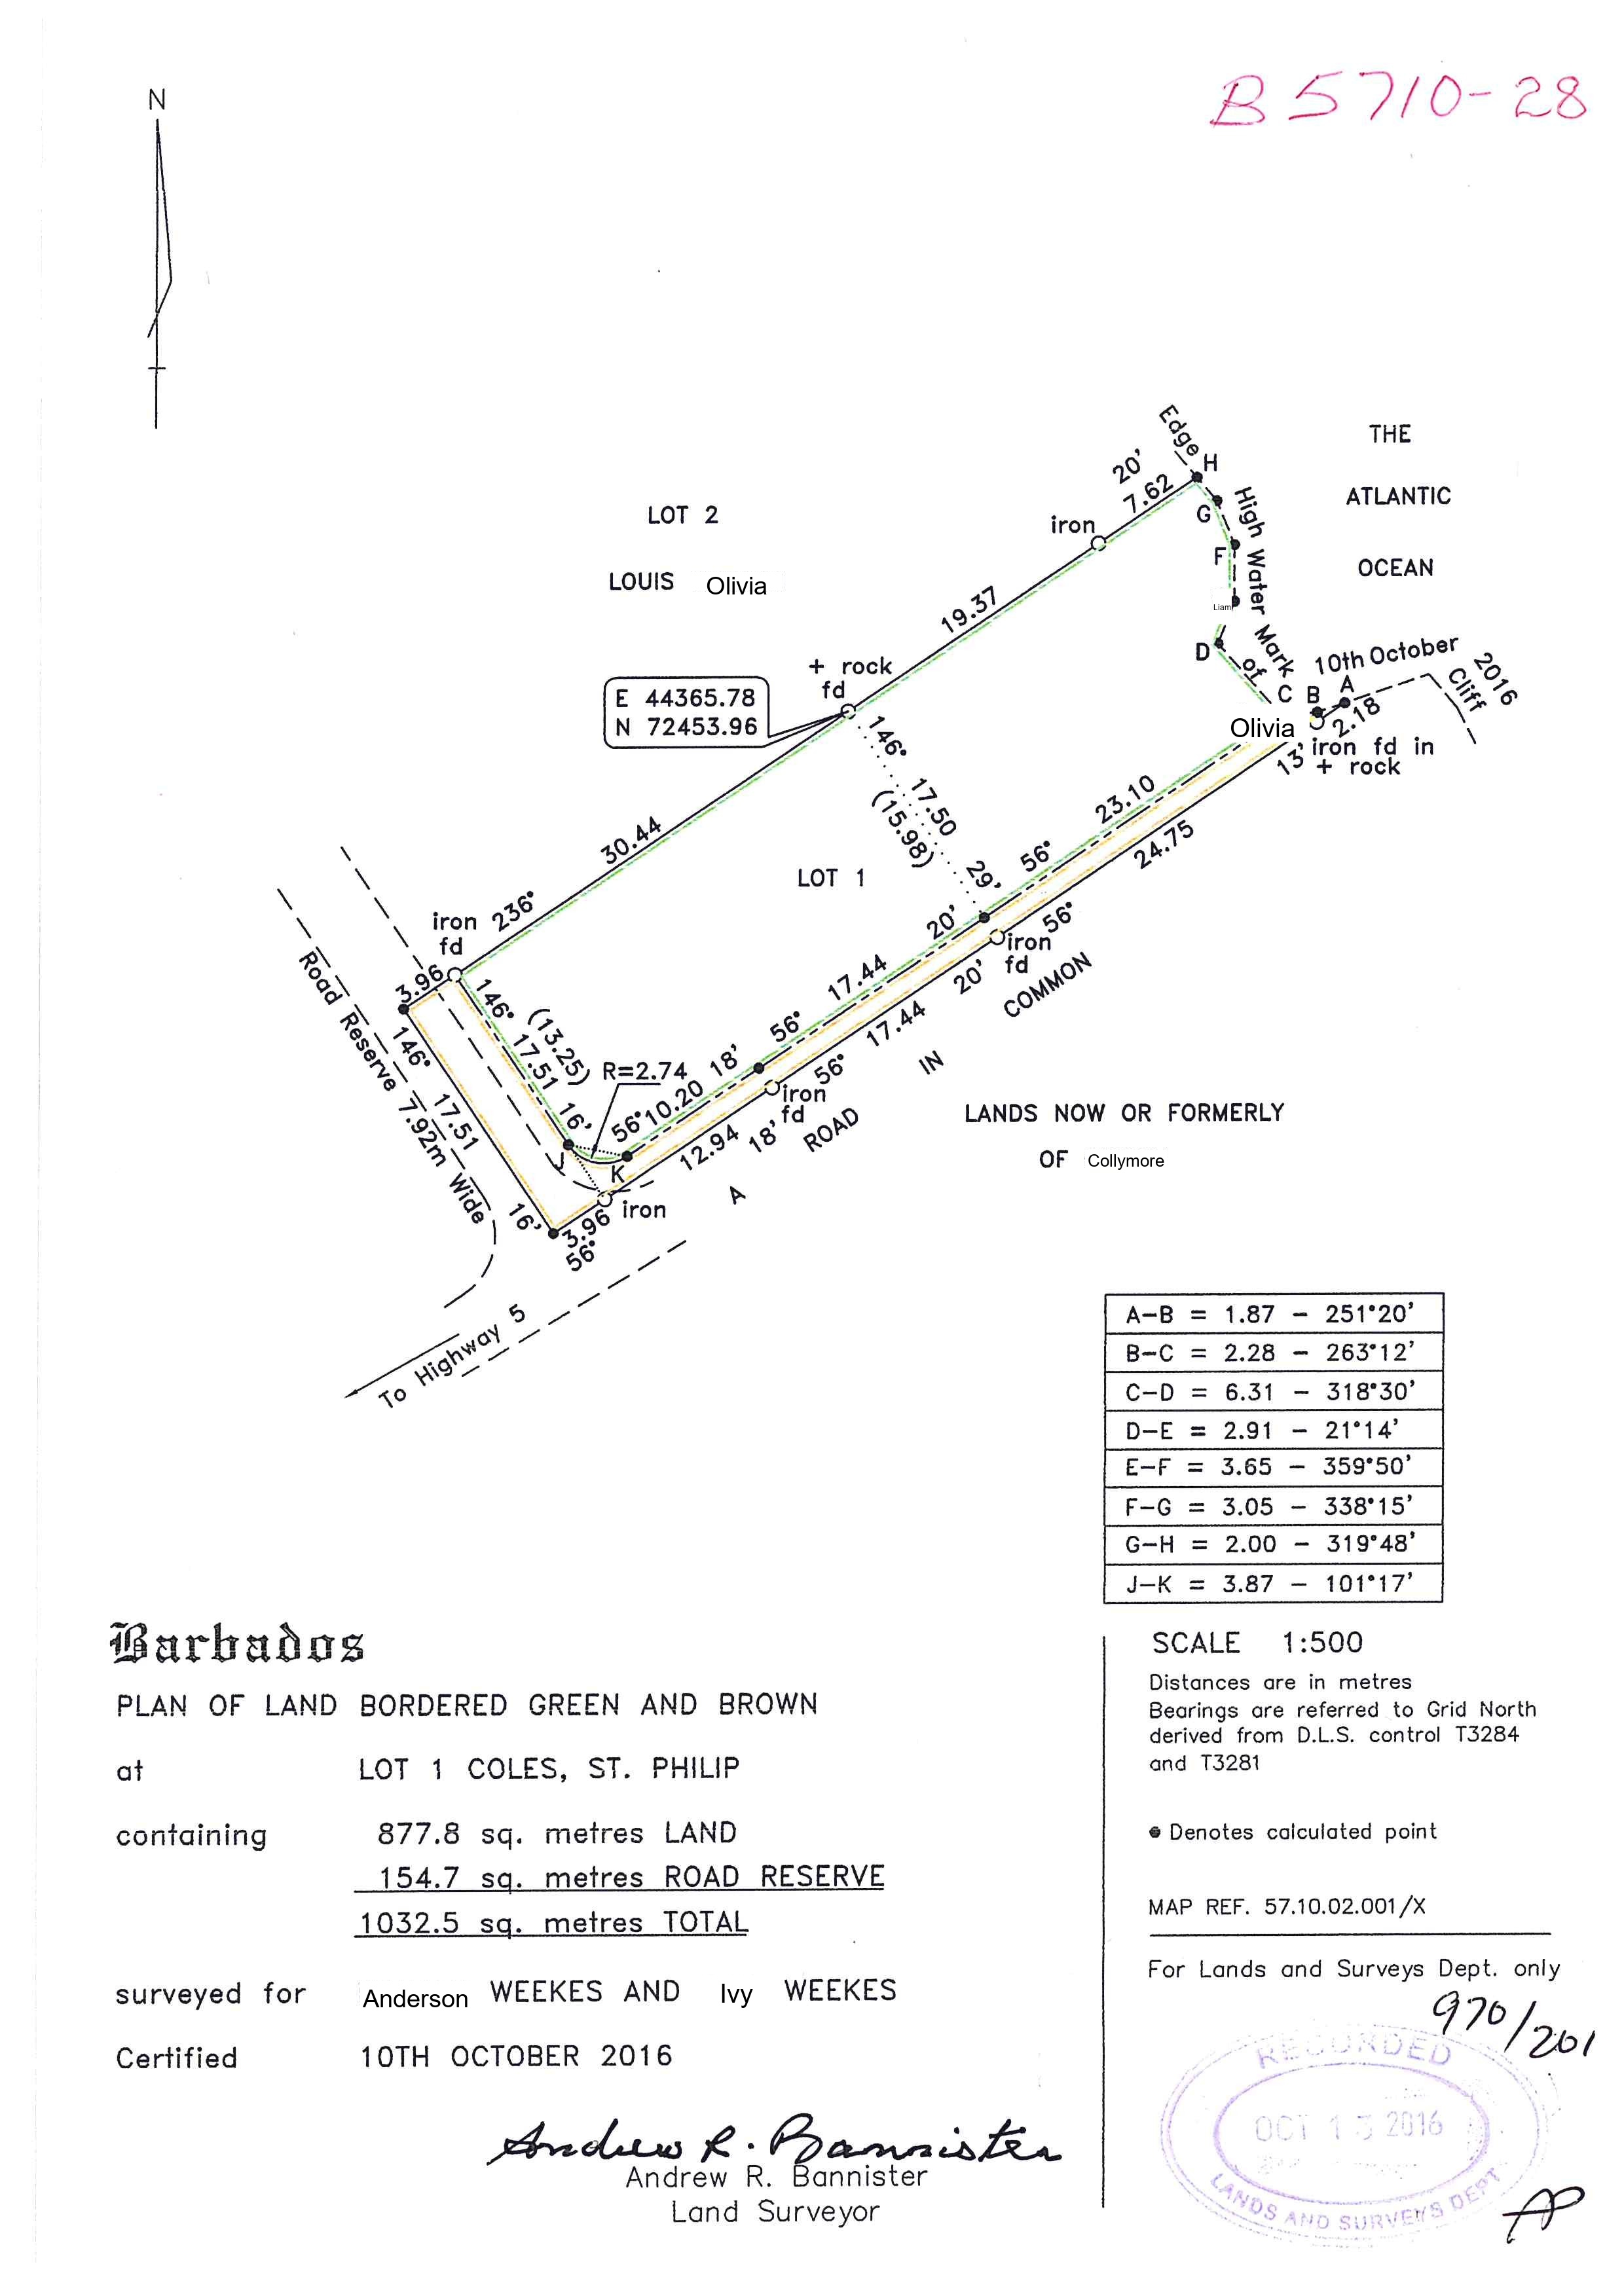 B5710-28
N
THE
ATLANTIC
OCEAN
LOT 2
LOUIS Olivia
Edge
H
20'
7.62
iron
G
F
Liam
D
High Water Mark of
10th October 2016
Cliff
C B A
Olivia
2.18
13'
iron fd in
+ rock
19.37
+ rock
fd
E 44365.78
N 72453.96
146°
17.50
(15.98)
29'
30.44
LOT 1
56°
23.10
24.75
236°
iron
fd
3.96
146°
17.51
(13.25)
16'
R=2.74
J
K
56°
10.20
18'
56°
17.44
20'
iron
fd
56°
20'
17.44
56°
iron
fd
18'
12.94
iron
3.96
56°
146°
17.51
16'
Road Reserve 7.92m Wide
A ROAD IN COMMON
LANDS NOW OR FORMERLY
OF Collymore
To Highway 5
A-B = 1.87 - 251°20'
B-C = 2.28 - 263°12'
C-D = 6.31 - 318°30'
D-E = 2.91 - 21°14'
E-F = 3.65 - 359°50'
F-G = 3.05 - 338°15'
G-H = 2.00 - 319°48'
J-K = 3.87 - 101°17'
Barbados
PLAN OF LAND BORDERED GREEN AND BROWN
at LOT 1 COLES, ST. PHILIP
containing 877.8 sq. metres LAND
154.7 sq. metres ROAD RESERVE
1032.5 sq. metres TOTAL
surveyed for Anderson WEEKES AND Ivy WEEKES
Certified 10TH OCTOBER 2016
Andrew R. Bannister
Andrew R. Bannister
Land Surveyor
SCALE 1:500
Distances are in metres
Bearings are referred to Grid North
derived from D.L.S. control T3284
and T3281
Denotes calculated point
MAP REF. 57.10.02.001/X
For Lands and Surveys Dept. only
970/201
RECORDED
OCT 13 2016
LANDS AND SURVEYS DEPT
AP